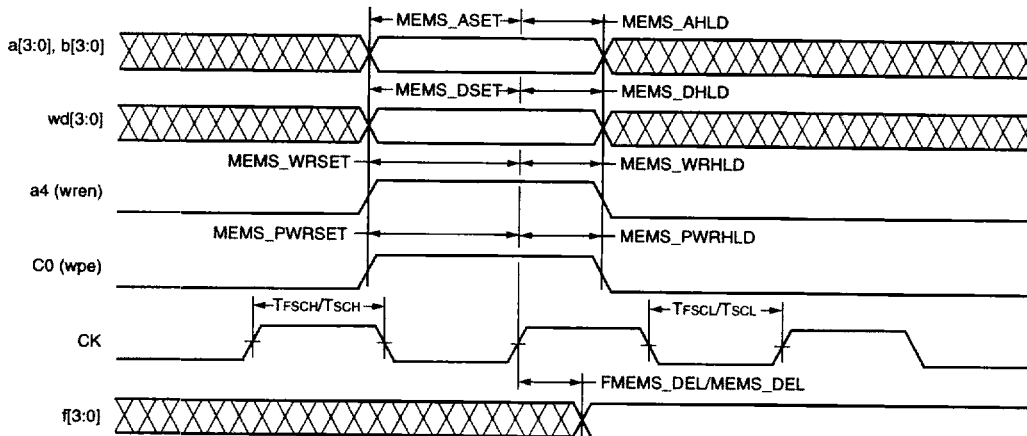 MEMS_ASET MEMS_AHLD
a[3:0], b[3:0]
MEMS_DSET MEMS_DHLD
wd[3:0]
MEMS_WRSET MEMS_WRHLD
a4 (wren)
MEMS_PWRSET MEMS_PWRHLD
C0 (wpe)
TFSCH/TSCH TFSCL/TSCL
CK
FMEMS_DEL/MEMS_DEL
f[3:0]